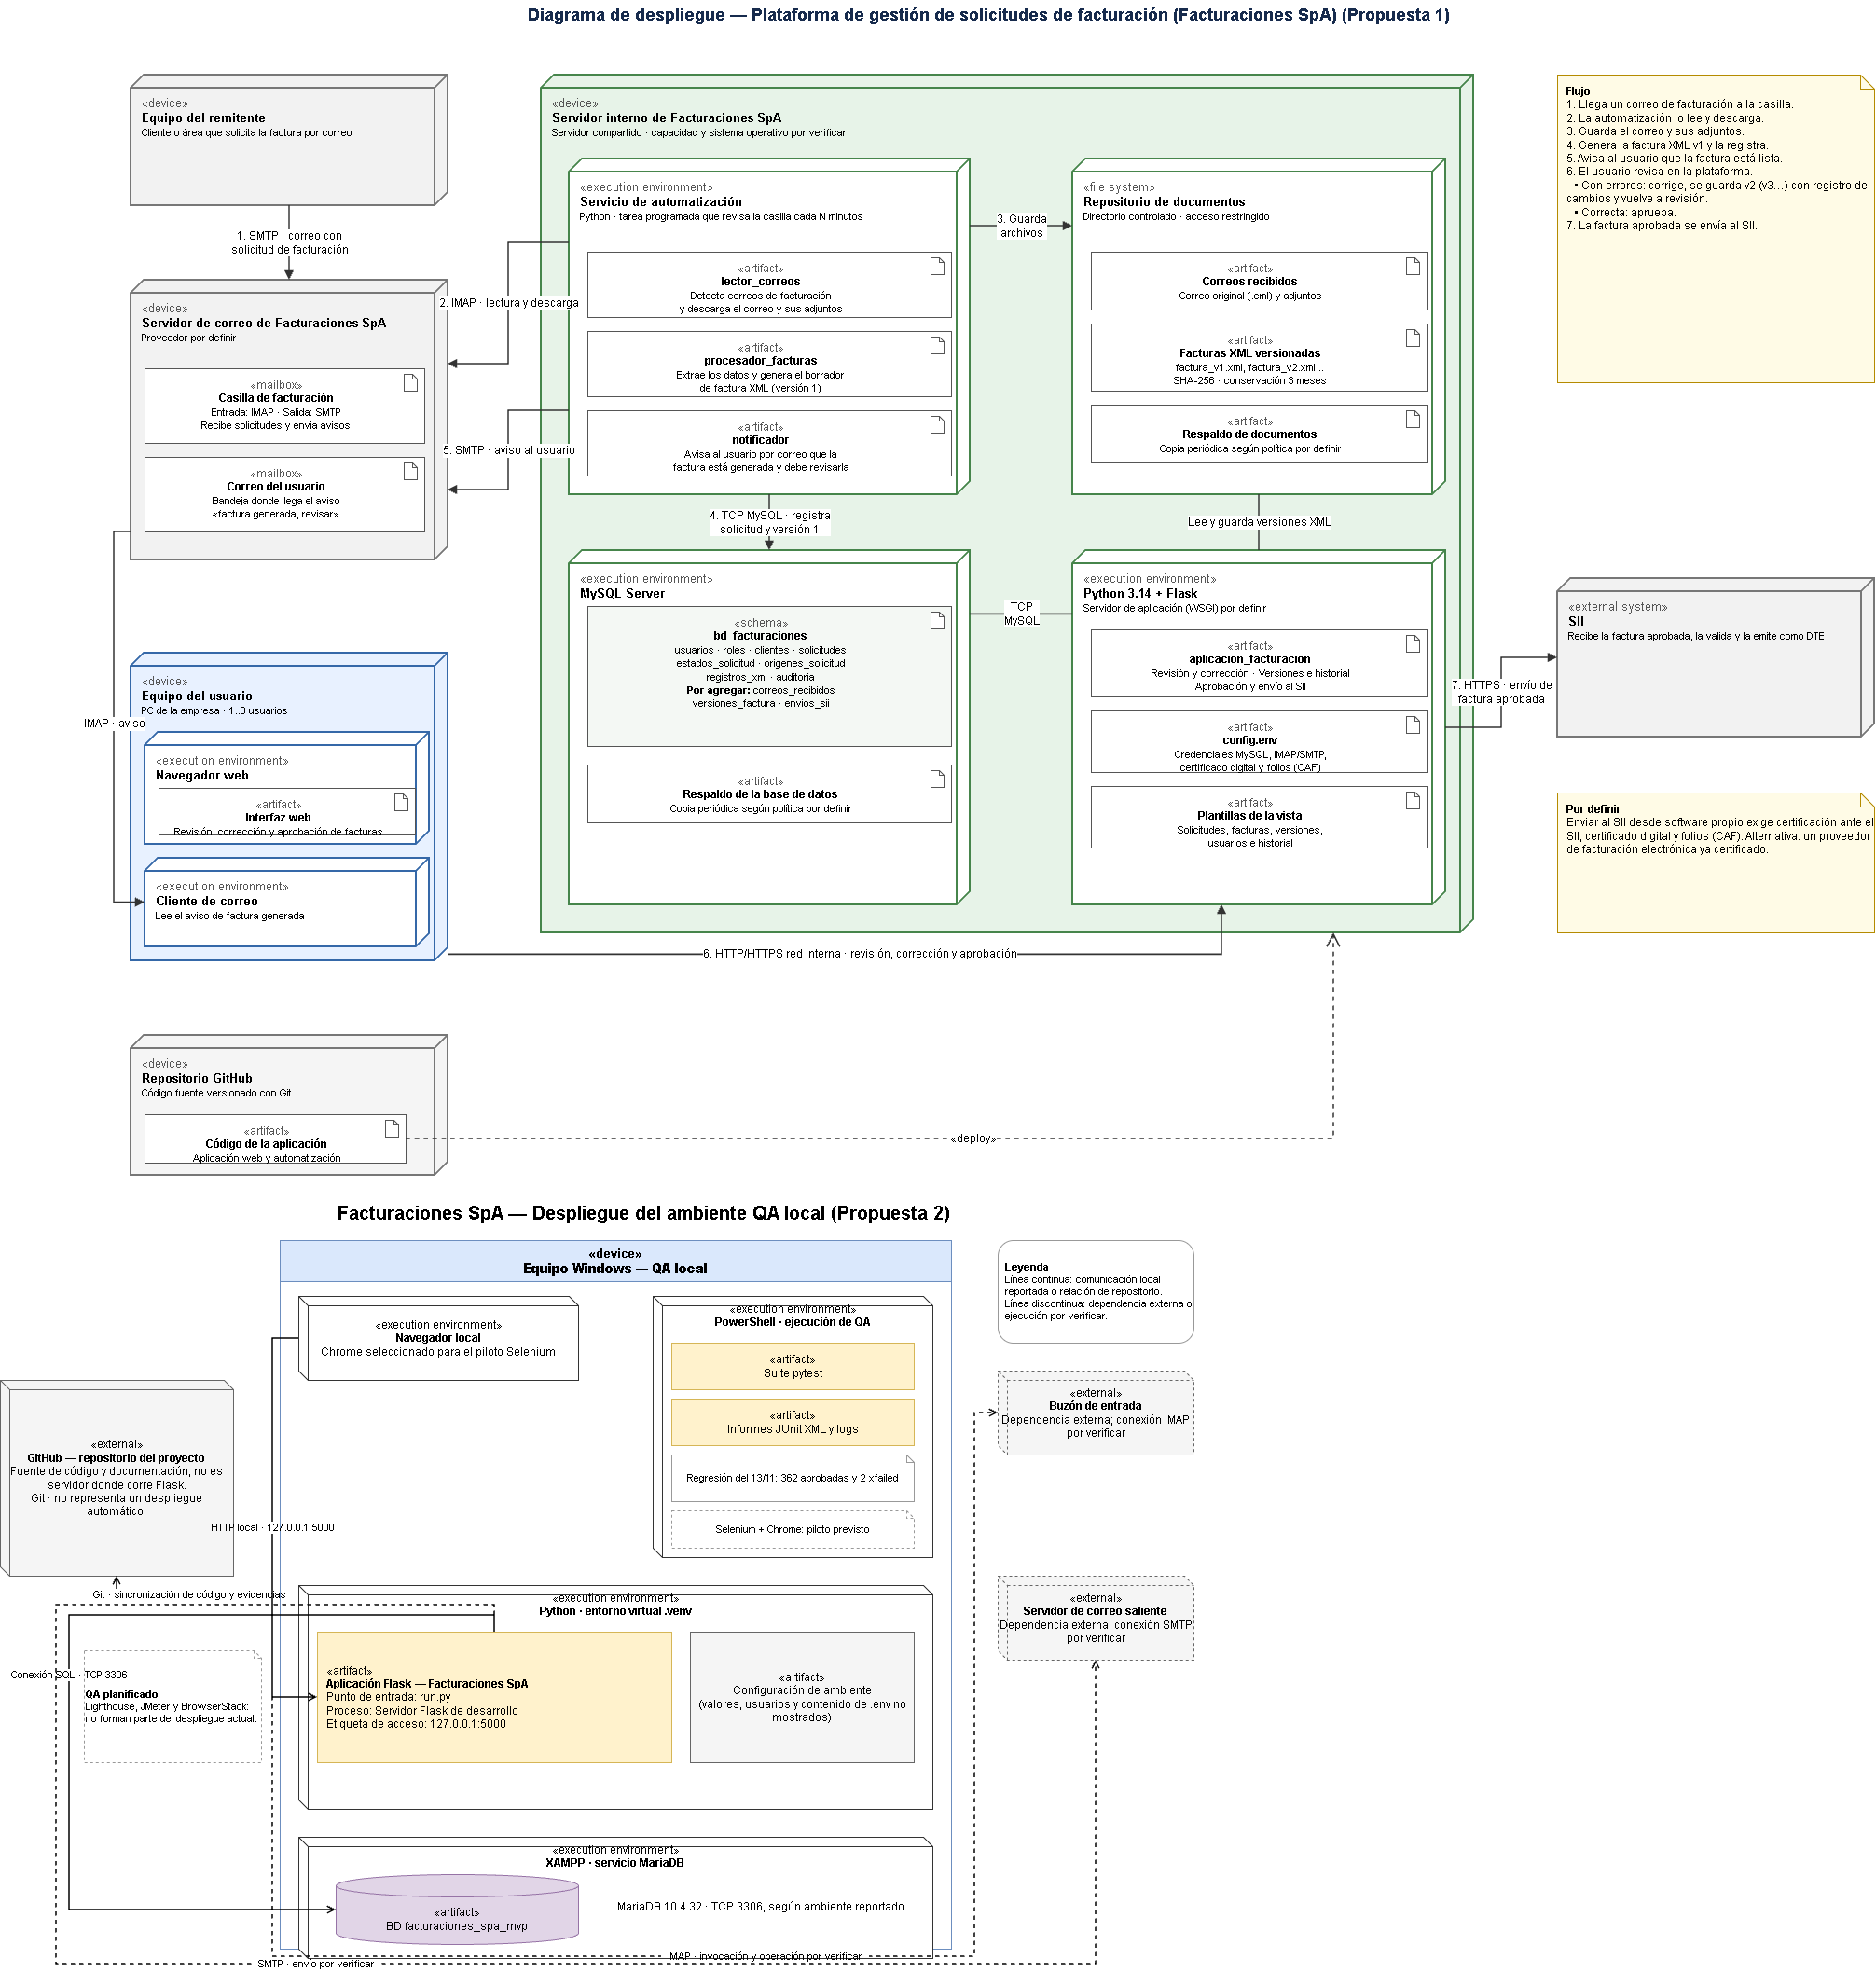 Diagrama de despliegue — Plataforma de gestión de solicitudes de facturación (Facturaciones SpA) (Propuesta 1)
«device»
Equipo del remitente
Cliente o área que solicita la factura por correo
1. SMTP · correo con
solicitud de facturación
«device»
Servidor de correo de Facturaciones SpA
Proveedor por definir
«mailbox»
Casilla de facturación
Entrada: IMAP · Salida: SMTP
Recibe solicitudes y envía avisos
«mailbox»
Correo del usuario
Bandeja donde llega el aviso
«factura generada, revisar»
2. IMAP · lectura y descarga
5. SMTP · aviso al usuario
IMAP · aviso
«device»
Equipo del usuario
PC de la empresa · 1..3 usuarios
«execution environment»
Navegador web
«artifact»
Interfaz web
Revisión, corrección y aprobación de facturas
«execution environment»
Cliente de correo
Lee el aviso de factura generada
«device»
Servidor interno de Facturaciones SpA
Servidor compartido · capacidad y sistema operativo por verificar
«execution environment»
Servicio de automatización
Python · tarea programada que revisa la casilla cada N minutos
«artifact»
lector_correos
Detecta correos de facturación
y descarga el correo y sus adjuntos
«artifact»
procesador_facturas
Extrae los datos y genera el borrador
de factura XML (versión 1)
«artifact»
notificador
Avisa al usuario por correo que la
factura está generada y debe revisarla
3. Guarda
archivos
«file system»
Repositorio de documentos
Directorio controlado · acceso restringido
«artifact»
Correos recibidos
Correo original (.eml) y adjuntos
«artifact»
Facturas XML versionadas
factura_v1.xml, factura_v2.xml...
SHA-256 · conservación 3 meses
«artifact»
Respaldo de documentos
Copia periódica según política por definir
4. TCP MySQL · registra
solicitud y versión 1
Lee y guarda versiones XML
«execution environment»
MySQL Server
«schema»
bd_facturaciones
usuarios · roles · clientes · solicitudes
estados_solicitud · origenes_solicitud
registros_xml · auditoria
Por agregar: correos_recibidos
versiones_factura · envios_sii
«artifact»
Respaldo de la base de datos
Copia periódica según política por definir
TCP
MySQL
«execution environment»
Python 3.14 + Flask
Servidor de aplicación (WSGI) por definir
«artifact»
aplicacion_facturacion
Revisión y corrección · Versiones e historial
Aprobación y envío al SII
«artifact»
config.env
Credenciales MySQL, IMAP/SMTP,
certificado digital y folios (CAF)
«artifact»
Plantillas de la vista
Solicitudes, facturas, versiones,
usuarios e historial
6. HTTP/HTTPS red interna · revisión, corrección y aprobación
7. HTTPS · envío de
factura aprobada
Flujo
1. Llega un correo de facturación a la casilla.
2. La automatización lo lee y descarga.
3. Guarda el correo y sus adjuntos.
4. Genera la factura XML v1 y la registra.
5. Avisa al usuario que la factura está lista.
6. El usuario revisa en la plataforma.
• Con errores: corrige, se guarda v2 (v3...) con registro de
cambios y vuelve a revisión.
• Correcta: aprueba.
7. La factura aprobada se envía al SII.
«external system»
SII
Recibe la factura aprobada, la valida y la emite como DTE
Por definir
Enviar al SII desde software propio exige certificación ante el
SII, certificado digital y folios (CAF). Alternativa: un proveedor
de facturación electrónica ya certificado.
«device»
Repositorio GitHub
Código fuente versionado con Git
«artifact»
Código de la aplicación
Aplicación web y automatización
«deploy»
Facturaciones SpA — Despliegue del ambiente QA local (Propuesta 2)
«device»
Equipo Windows — QA local
«execution environment»
Navegador local
Chrome seleccionado para el piloto Selenium
«execution environment»
PowerShell · ejecución de QA
«artifact»
Suite pytest
«artifact»
Informes JUnit XML y logs
Regresión del 13/11: 362 aprobadas y 2 xfailed
Selenium + Chrome: piloto previsto
Leyenda
Línea continua: comunicación local
reportada o relación de repositorio.
Línea discontinua: dependencia externa o
ejecución por verificar.
«external»
Buzón de entrada
Dependencia externa; conexión IMAP
por verificar
«external»
GitHub — repositorio del proyecto
Fuente de código y documentación; no es
servidor donde corre Flask.
Git · no representa un despliegue
automático.
HTTP local · 127.0.0.1:5000
Git · sincronización de código y evidencias
«external»
Servidor de correo saliente
Dependencia externa; conexión SMTP
por verificar
«execution environment»
Python · entorno virtual .venv
«artifact»
Aplicación Flask — Facturaciones SpA
Punto de entrada: run.py
Proceso: Servidor Flask de desarrollo
Etiqueta de acceso: 127.0.0.1:5000
«artifact»
Configuración de ambiente
(valores, usuarios y contenido de .env no
mostrados)
Conexión SQL · TCP 3306
QA planificado
Lighthouse, JMeter y BrowserStack:
no forman parte del despliegue actual.
«execution environment»
XAMPP · servicio MariaDB
«artifact»
BD facturaciones_spa_mvp
MariaDB 10.4.32 · TCP 3306, según ambiente reportado
IMAP · invocación y operación por verificar
SMTP · envío por verificar